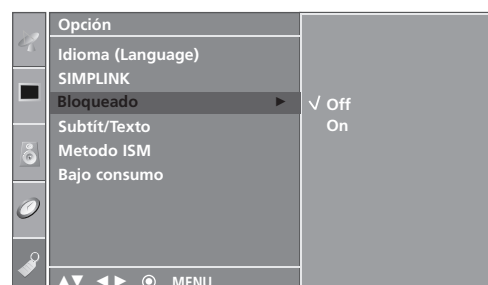 Opción
Idioma (Language)
SIMPLINK
Bloqueado ►
Subtít/Texto
Metodo ISM
Bajo consumo
√ Off
On
▲▼ ◄► MENU